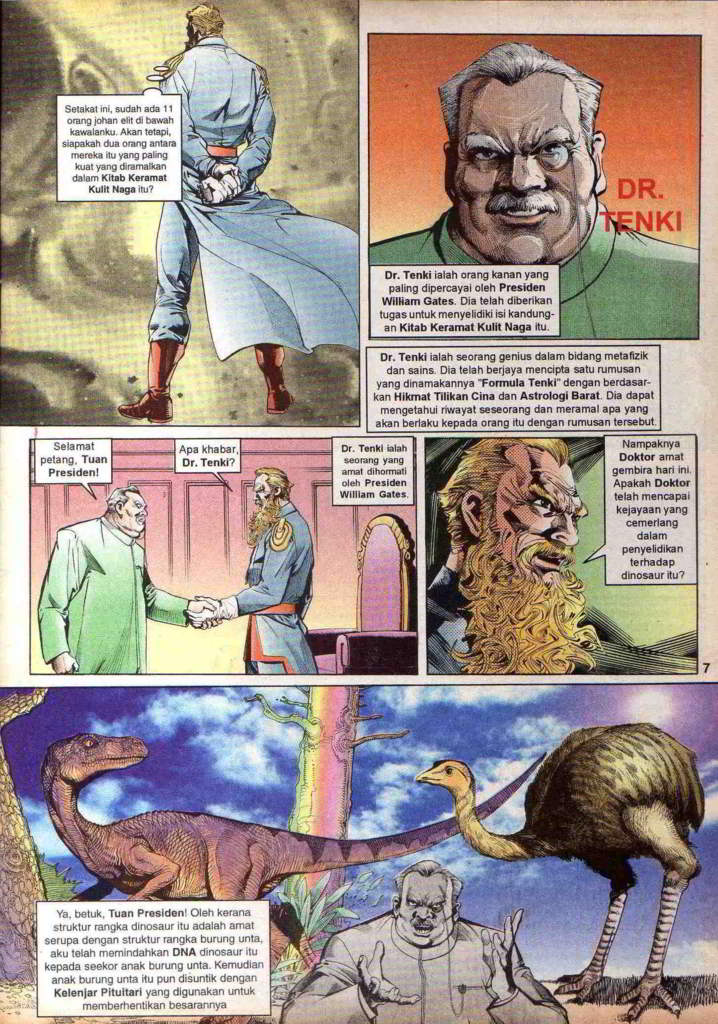 Setakat ini, sudah ada 11
orang johan elit di bawah
kawalanku. Akan tetapi,
siapakah dua orang antara
mereka itu yang paling
kuat yang diramalkan
dalam Kitab Keramat
Kulit Naga itu?
DR.
TENKI
Dr. Tenki ialah orang kanan yang
paling dipercayai oleh Presiden
William Gates. Dia telah diberikan
tugas untuk menyelidiki isi kandung-
an Kitab Keramat Kulit Naga itu.
Dr. Tenki ialah seorang genius dalam bidang metafizik
dan sains. Dia telah berjaya mencipta satu rumusan
yang dinamakannya "Formula Tenki" dengan berdasar-
kan Hikmat Tilikan Cina dan Astrologi Barat. Dia dapat
mengetahui riwayat seseorang dan meramal apa yang
akan berlaku kepada orang itu dengan rumusan tersebut.
Selamat
petang, Tuan
Presiden!
Apa khabar,
Dr. Tenki?
Dr. Tenki ialah
seorang yang
amat dihormati
oleh Presiden
William Gates.
Nampaknya
Doktor amat
gembira hari ini.
Apakah Doktor
telah mencapai
kejayaan yang
cemerlang
dalam
penyelidikan
terhadap
dinosaur itu?
7
Ya, betuk, Tuan Presiden! Oleh kerana
struktur rangka dinosaur itu adalah amat
serupa dengan struktur rangka burung unta,
aku telah memindahkan DNA dinosaur itu
kepada seekor anak burung unta. Kemudian
anak burung unta itu pun disuntik dengan
Kelenjar Pituitari yang digunakan untuk
memberhentikan besarannya